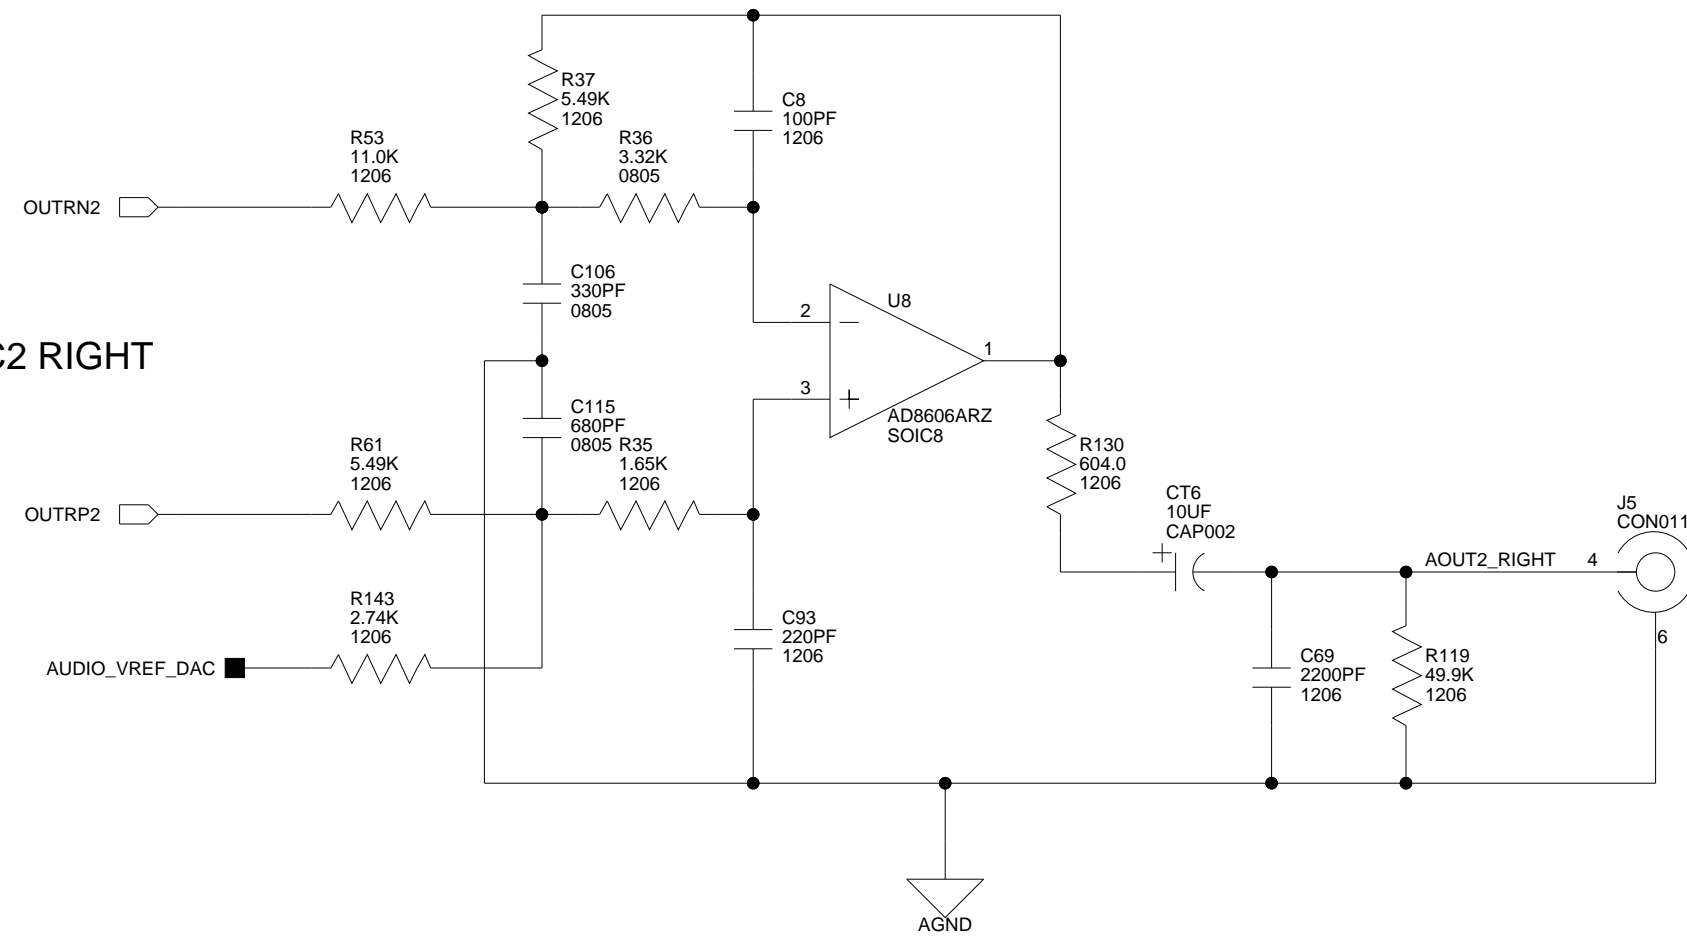 R37
5.49K
1206
C8
100PF
1206
R53
11.0K
1206
R36
3.32K
0805
OUTRN2
C106
330PF
0805
2
U8
C2 RIGHT
1
3
AD8606ARZ
SOIC8
C115
680PF
0805
R61
5.49K
1206
R35
1.65K
1206
R130
604.0
1206
OUTRP2
CT6
10UF
CAP002
J5
CON011
AOUT2_RIGHT
4
R143
2.74K
1206
C93
220PF
1206
6
AUDIO_VREF_DAC
C69
2200PF
1206
R119
49.9K
1206
AGND